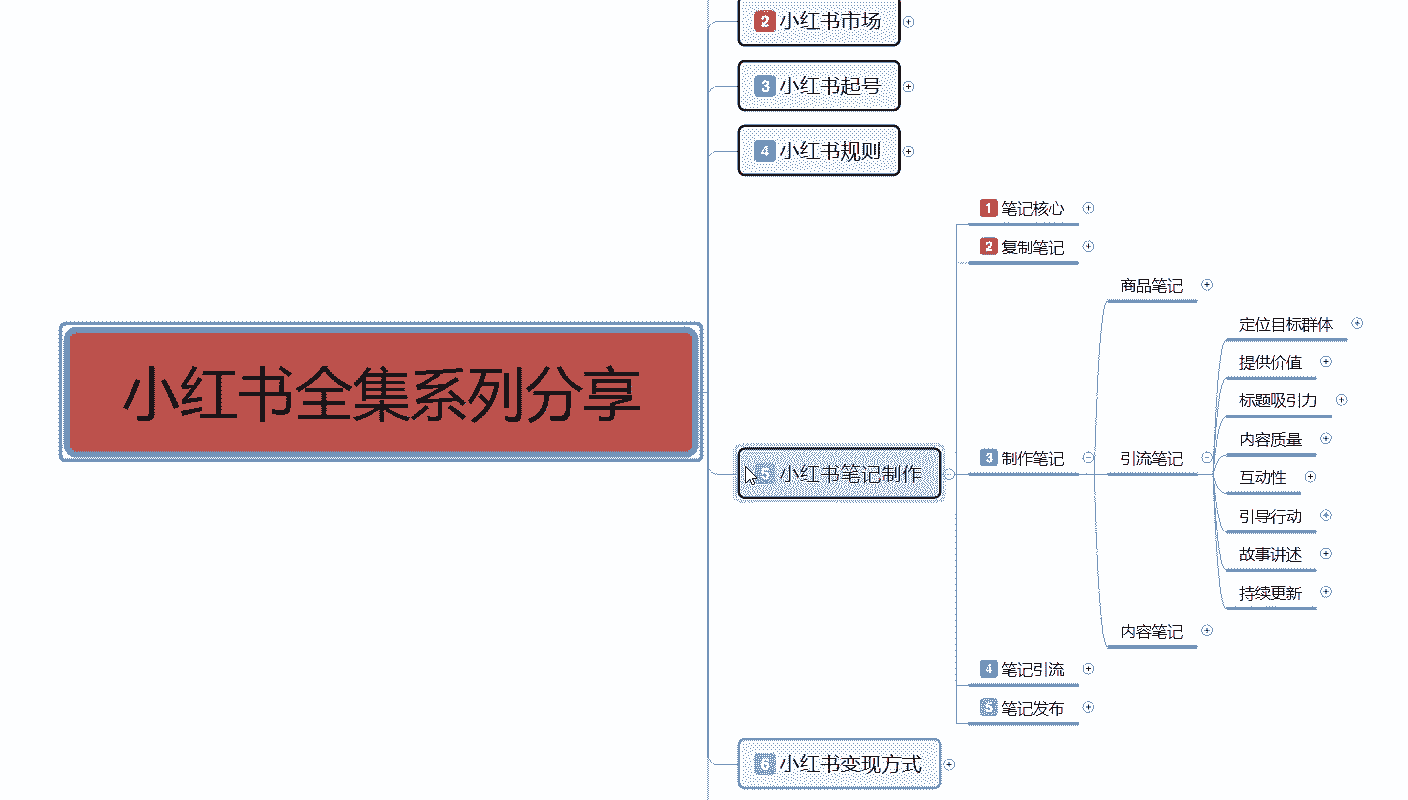 2 小红书市场
3 小红书起号
4 小红书规则
1 笔记核心
2 复制笔记
商品笔记
定位目标群体
提供价值
标题吸引力
内容质量
互动性
引导行动
故事讲述
持续更新
小红书全集系列分享
5 小红书笔记制作
3 制作笔记
引流笔记
内容笔记
4 笔记引流
5 笔记发布
6 小红书变现方式